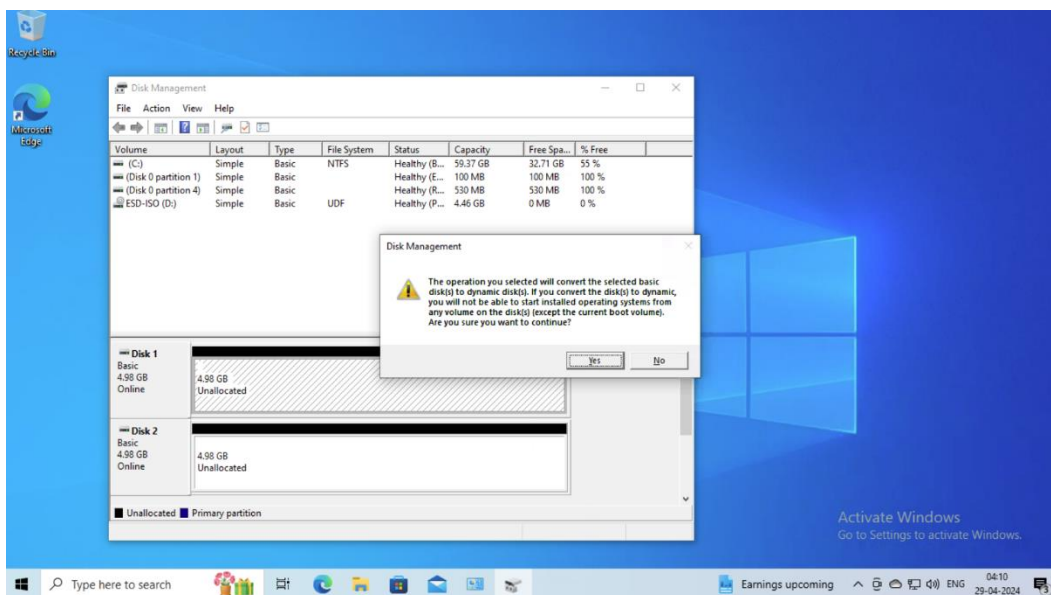 Recycle Bin
Microsoft
Edge
Disk Management
File Action View Help
Volume Layout Type File System Status Capacity Free Spa... % Free
(C:) Simple Basic NTFS Healthy (B... 59.37 GB 32.71 GB 55 %
(Disk 0 partition 1) Simple Basic Healthy (E... 100 MB 100 MB 100 %
(Disk 0 partition 4) Simple Basic Healthy (R... 530 MB 530 MB 100 %
ESD-ISO (D:) Simple Basic UDF Healthy (P... 4.46 GB 0 MB 0 %
Disk Management
The operation you selected will convert the selected basic
disk(s) to dynamic disk(s). If you convert the disk(s) to dynamic,
you will not be able to start installed operating systems from
any volume on the disk(s) (except the current boot volume).
Are you sure you want to continue?
Yes No
Disk 1
Basic
4.98 GB
Online
4.98 GB
Unallocated
Disk 2
Basic
4.98 GB
Online
4.98 GB
Unallocated
Unallocated Primary partition
Activate Windows
Go to Settings to activate Windows.
Type here to search
Earnings upcoming
ENG
04:10
29-04-2024
3